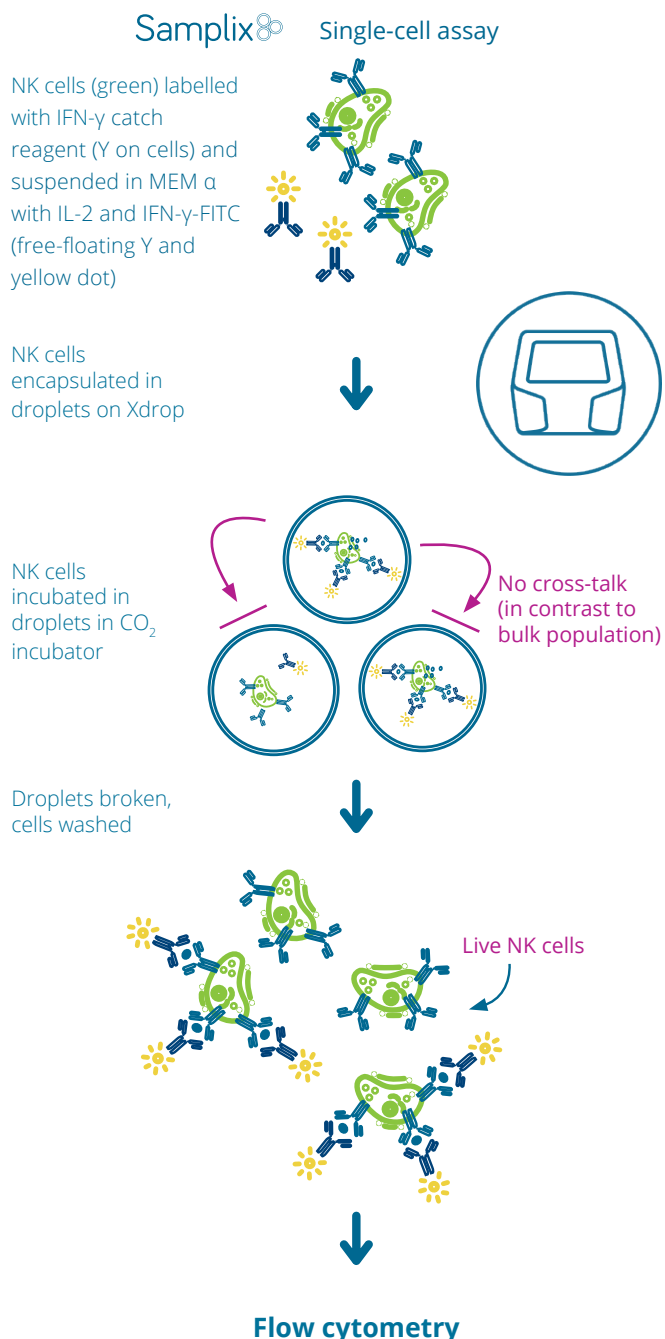 Samplix Single-cell assay
NK cells (green) labelled
with IFN-γ catch
reagent (Y on cells) and
suspended in MEM α
with IL-2 and IFN-γ-FITC
(free-floating Y and
yellow dot)
NK cells
encapsulated in
droplets on Xdrop
NK cells
incubated in
droplets in CO₂
incubator
No cross-talk
(in contrast to
bulk population)
Droplets broken,
cells washed
Live NK cells
Flow cytometry